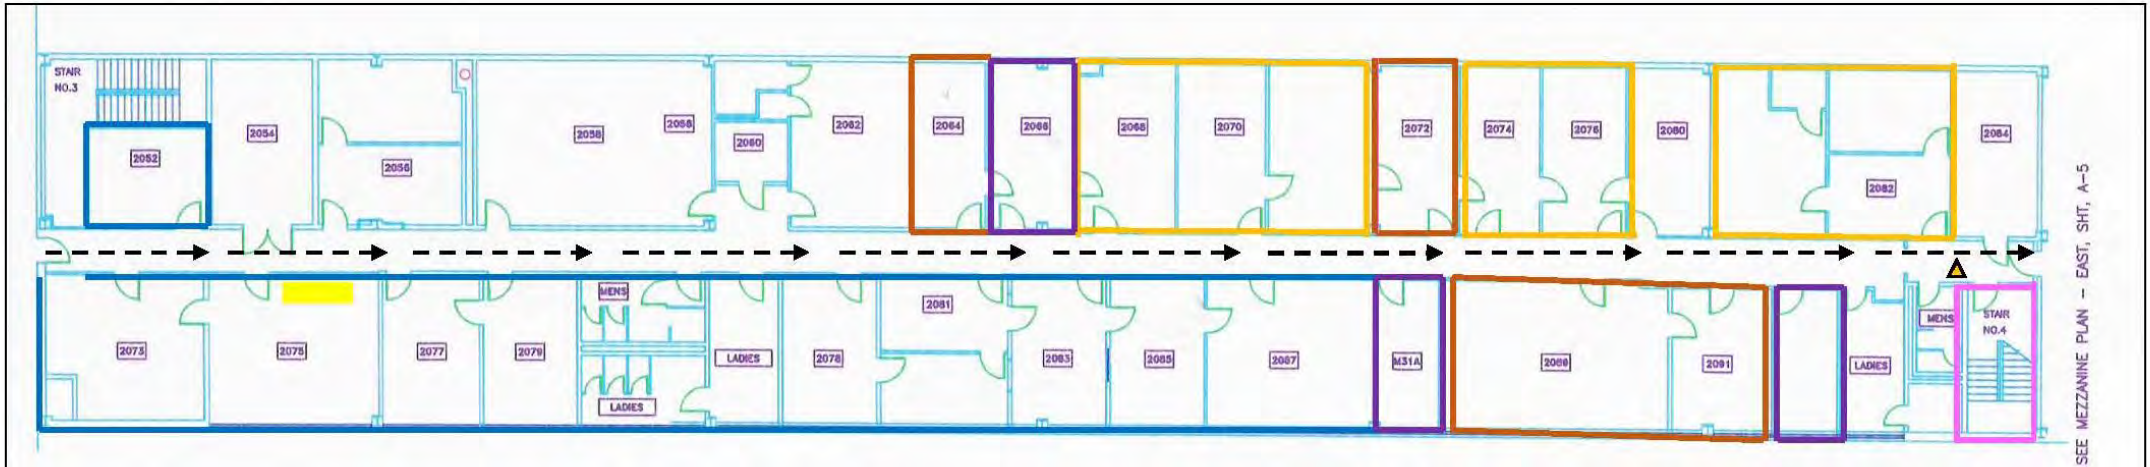 STAIR
NO.3
2052
2054
2056
2058
2058
2060
2062
2064
2066
2068
2070
2072
2074
2076
2080
2082
2084
2073
2075
2077
2079
MENS
LADIES
LADIES
2078
2081
2083
2085
2087
M31A
2089
2091
LADIES
MENS
STAIR
NO.4
SEE MEZZANINE PLAN – EAST, SHT, A–5